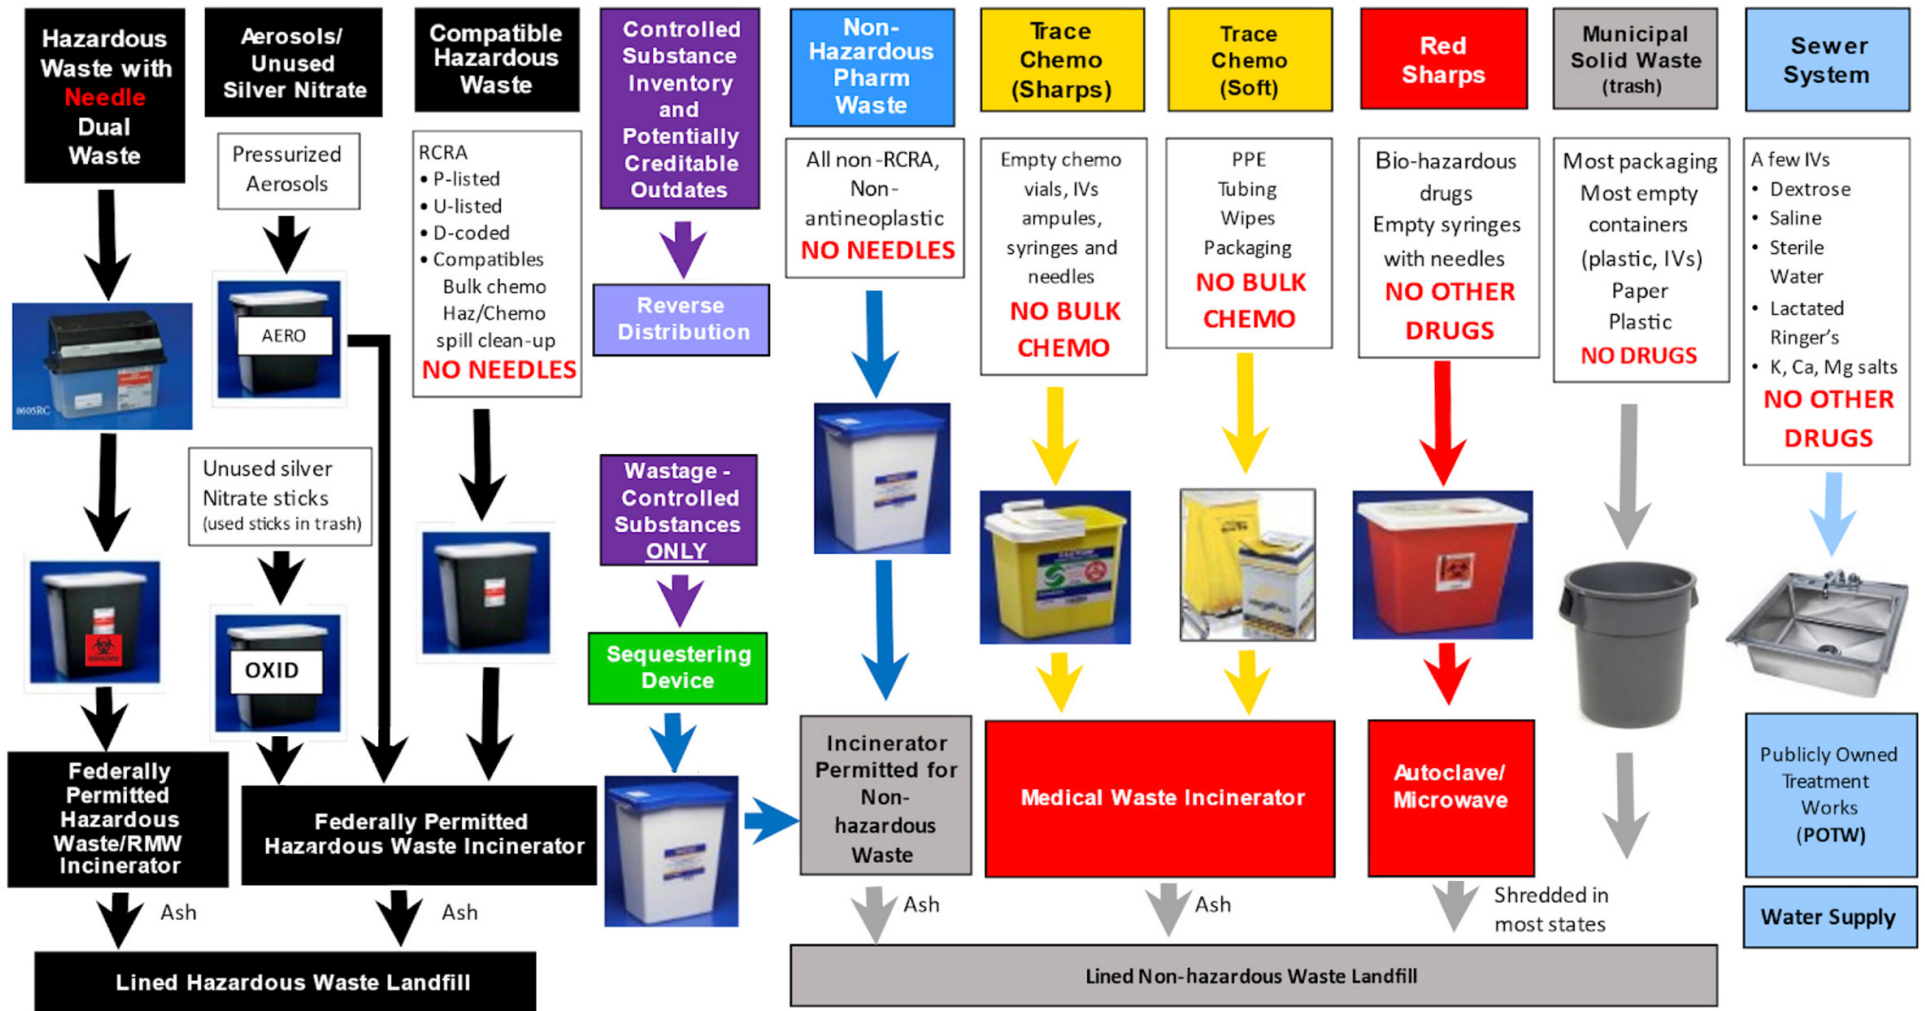 Hazardous
Waste with
Needle
Dual
Waste
8605RC
BIOHAZARD
Federally
Permitted
Hazardous
Waste/RMW
Incinerator
Ash
Aerosols/
Unused
Silver Nitrate
Pressurized
Aerosols
AERO
Unused silver
Nitrate sticks
(used sticks in trash)
OXID
Compatible
Hazardous
Waste
RCRA
• P-listed
• U-listed
• D-coded
• Compatibles
Bulk chemo
Haz/Chemo
spill clean-up
NO NEEDLES
Federally Permitted
Hazardous Waste Incinerator
Ash
Lined Hazardous Waste Landfill
Controlled
Substance
Inventory
and
Potentially
Creditable
Outdates
Reverse
Distribution
Wastage -
Controlled
Substances
ONLY
Sequestering
Device
Non-
Hazardous
Pharm
Waste
All non -RCRA,
Non-
antineoplastic
NO NEEDLES
Incinerator
Permitted for
Non-
hazardous
Waste
Ash
Trace
Chemo
(Sharps)
Empty chemo
vials, IVs
ampules,
syringes and
needles
NO BULK
CHEMO
Trace
Chemo
(Soft)
PPE
Tubing
Wipes
Packaging
NO BULK
CHEMO
Medical Waste Incinerator
Ash
Red
Sharps
Bio-hazardous
drugs
Empty syringes
with needles
NO OTHER
DRUGS
Autoclave/
Microwave
Shredded in
most states
Municipal
Solid Waste
(trash)
Most packaging
Most empty
containers
(plastic, IVs)
Paper
Plastic
NO DRUGS
Lined Non-hazardous Waste Landfill
Sewer
System
A few IVs
• Dextrose
• Saline
• Sterile
Water
• Lactated
Ringer's
• K, Ca, Mg salts
NO OTHER
DRUGS
Publicly Owned
Treatment
Works
(POTW)
Water Supply